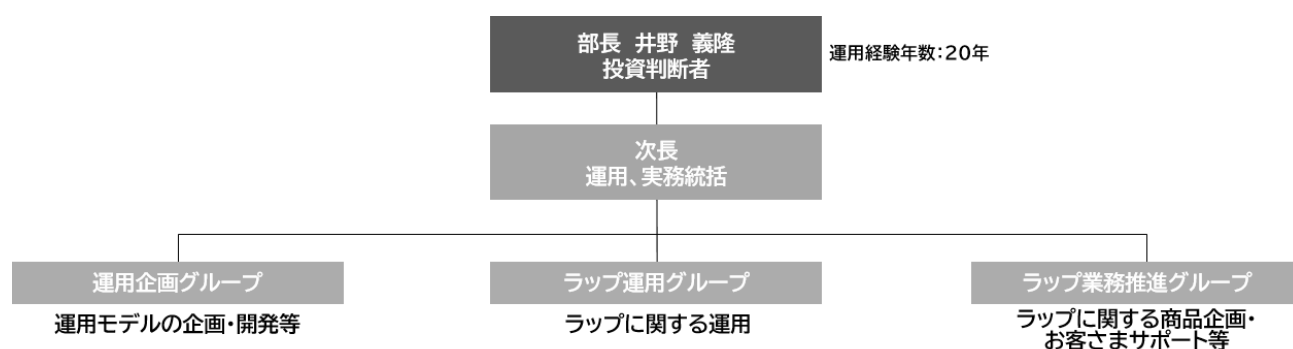 部長 井野 義隆
投資判断者
運用経験年数：20年
次長
運用、実務統括
運用企画グループ
ラップ運用グループ
ラップ業務推進グループ
運用モデルの企画・開発等
ラップに関する運用
ラップに関する商品企画・
お客さまサポート等